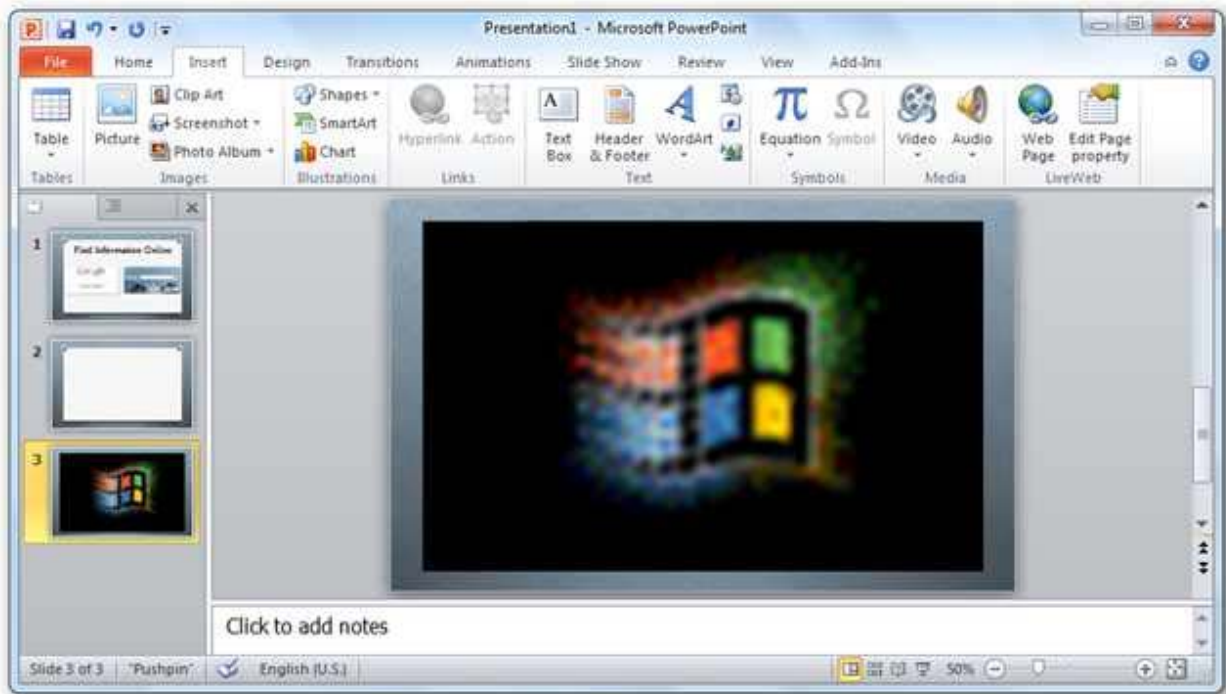 Presentation1 - Microsoft PowerPoint
File Home Insert Design Transitions Animations Slide Show Review View Add-Ins
Table
Tables
Picture
Clip Art
Screenshot
Photo Album
Images
Shapes
SmartArt
Chart
Illustrations
Hyperlink Action
Links
Text Box
Header & Footer
WordArt
Text
Equation Symbol
Symbols
Video Audio
Media
Web Page
Edit Page property
LiveWeb
1
Find Information Online
Google
2
3
Click to add notes
Slide 3 of 3 "Pushpin" English (U.S.) 50%